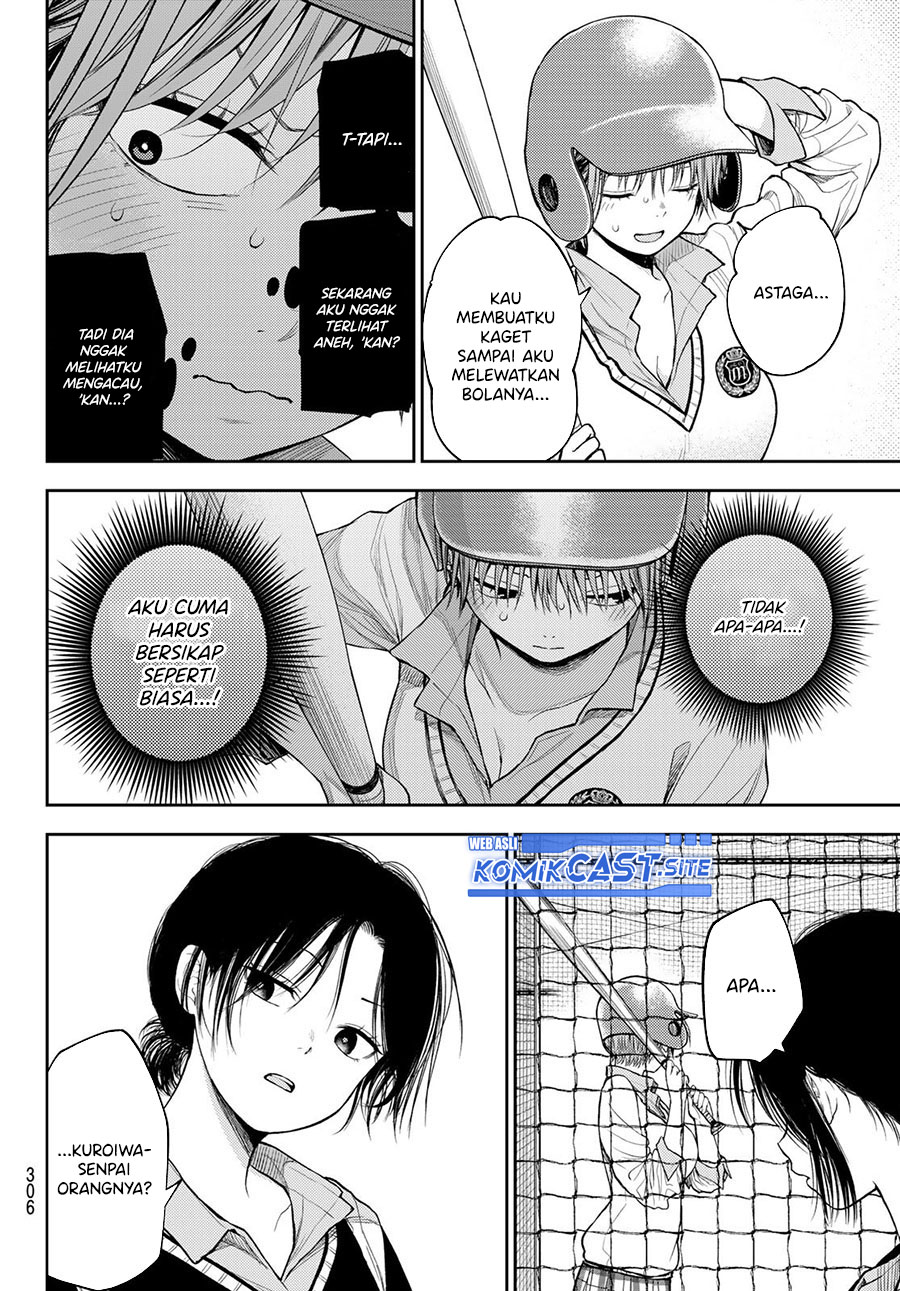 ASTAGA...
KAU
MEMBUATKU
KAGET
SAMPAI AKU
MELEWATKAN
BOLANYA...
T-TAPI...
SEKARANG
AKU NGGAK
TERLIHAT
ANEH, 'KAN?
TADI DIA
NGGAK
MELIHATKU
MENGACAU,
'KAN...?
TIDAK
APA-APA...!
AKU CUMA
HARUS
BERSIKAP
SEPERTI
BIASA...!
WEB ASLI
KOMIKCAST.SITE
APA...
...KUROIWA-
SENPAI
ORANGNYA?
306